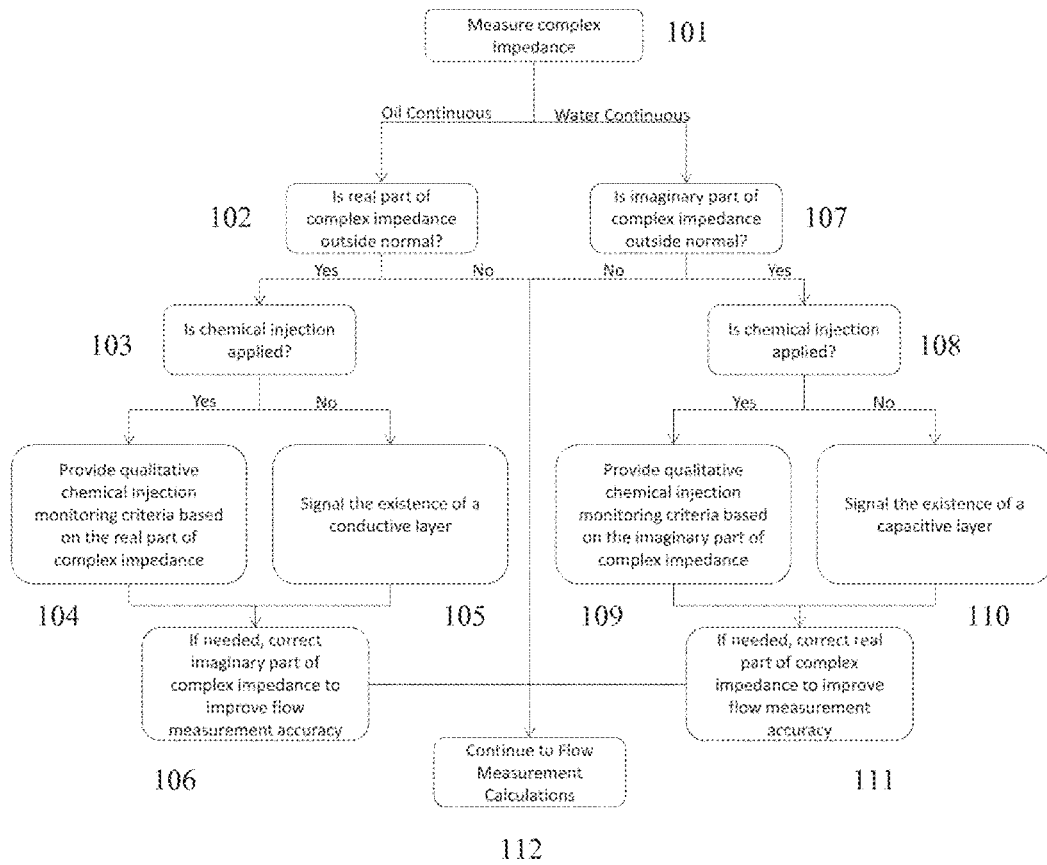 Measure complex
impedance
101
Oil Continuous
Water Continuous
102
Is real part of
complex impedance
outside normal?
Is imaginary part of
complex impedance
outside normal?
107
Yes
No
No
Yes
103
Is chemical injection
applied?
Is chemical injection
applied?
108
Yes
No
Yes
No
Provide qualitative
chemical injection
monitoring criteria based
on the real part of
complex impedance
Signal the existence of a
conductive layer
Provide qualitative
chemical injection
monitoring criteria based
on the imaginary part of
complex impedance
Signal the existence of a
capacitive layer
104
105
109
110
If needed, correct
imaginary part of
complex impedance to
improve flow
measurement accuracy
If needed, correct real
part of complex
impedance to improve
flow measurement
accuracy
106
Continue to Flow
Measurement
Calculations
111
112